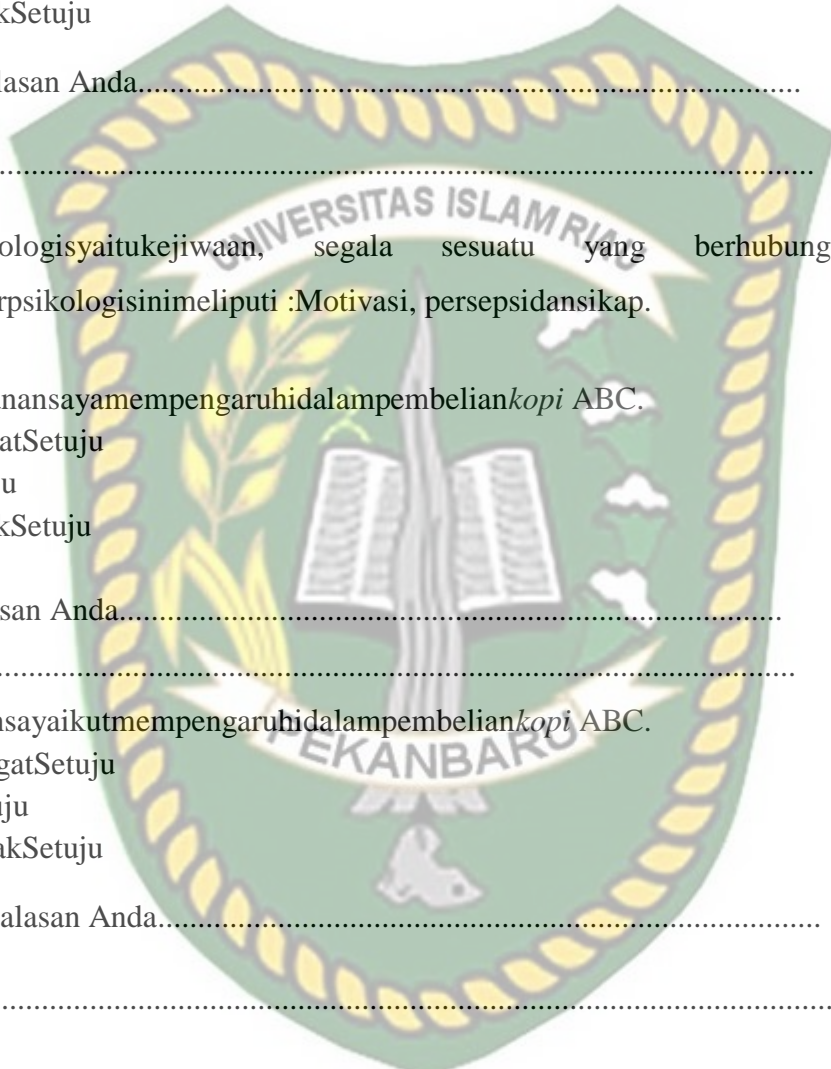 kSetuju
lasan Anda.....................................................................................
.........................................................................................................
UNIVERSITAS ISLAM RIAU
ologisyaitukejiwaan, segala sesuatu yang berhubung
rpsikologisinimeliputi :Motivasi, persepsidansikap.
nansayamempengaruhidalampembeliankopi ABC.
atSetuju
u
kSetuju
san Anda.....................................................................................
.......................................................................................................
nsayaikutmempengaruhidalampembeliankopi ABC.
PEKANBARU
gatSetuju
uju
akSetuju
alasan Anda.....................................................................................
...........................................................................................................